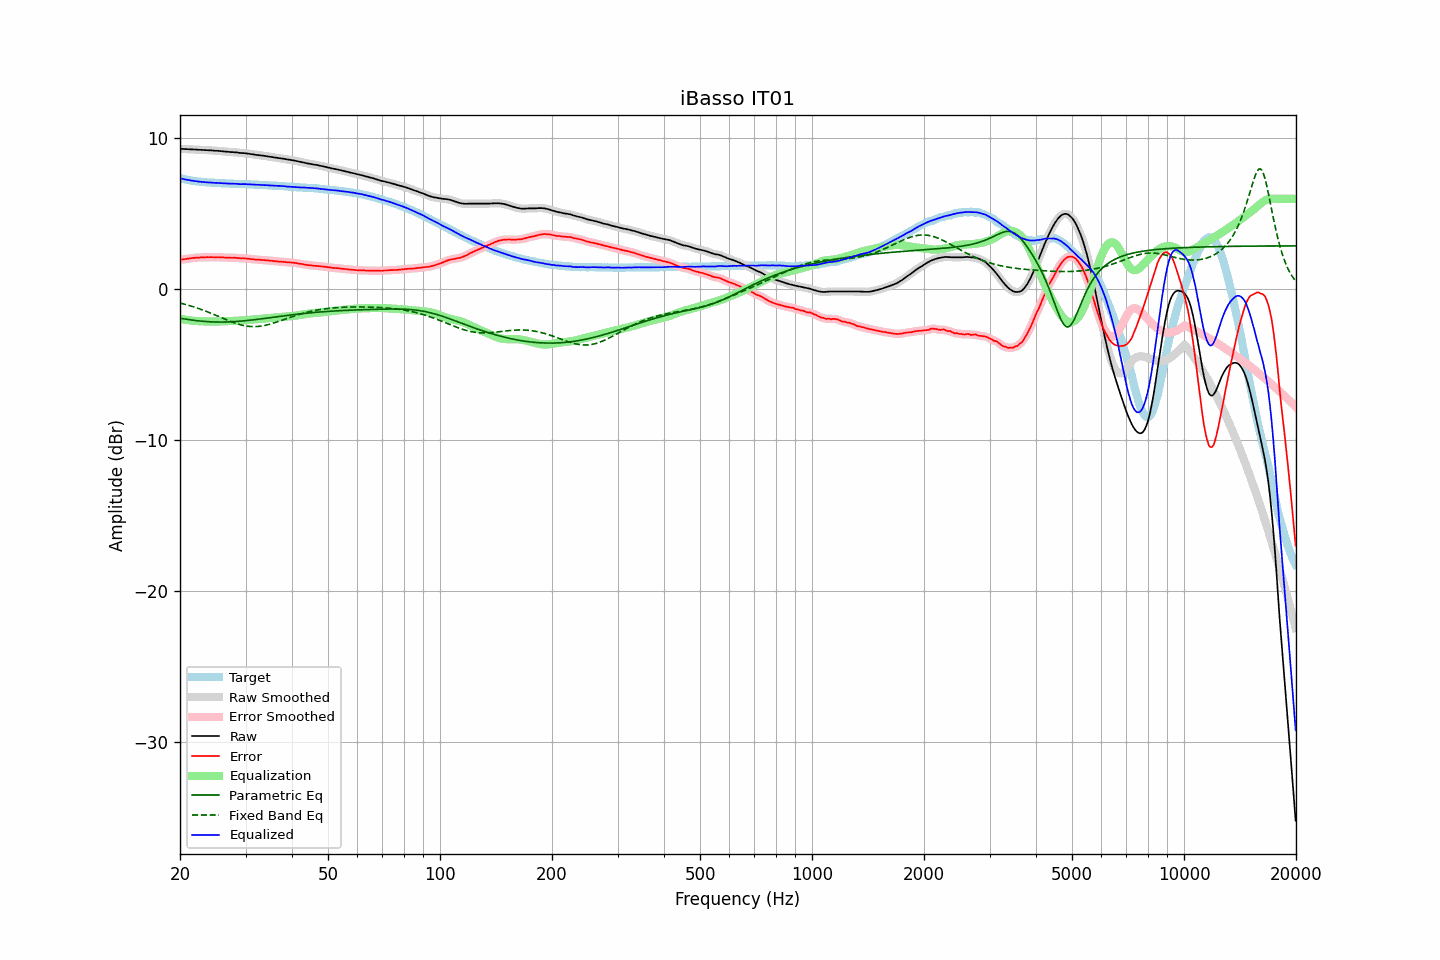 iBasso IT01
10
0
−10
−20
−30
Amplitude (dBr)
Target
Raw Smoothed
Error Smoothed
Raw
Error
Equalization
Parametric Eq
Fixed Band Eq
Equalized
20
50
100
200
500
1000
2000
5000
10000
20000
Frequency (Hz)